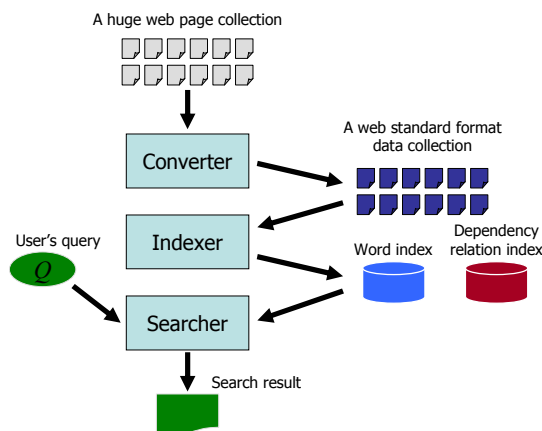 A huge web page collection
Converter
A web standard format
data collection
Indexer
User's query
Q
Word index
Dependency
relation index
Searcher
Search result